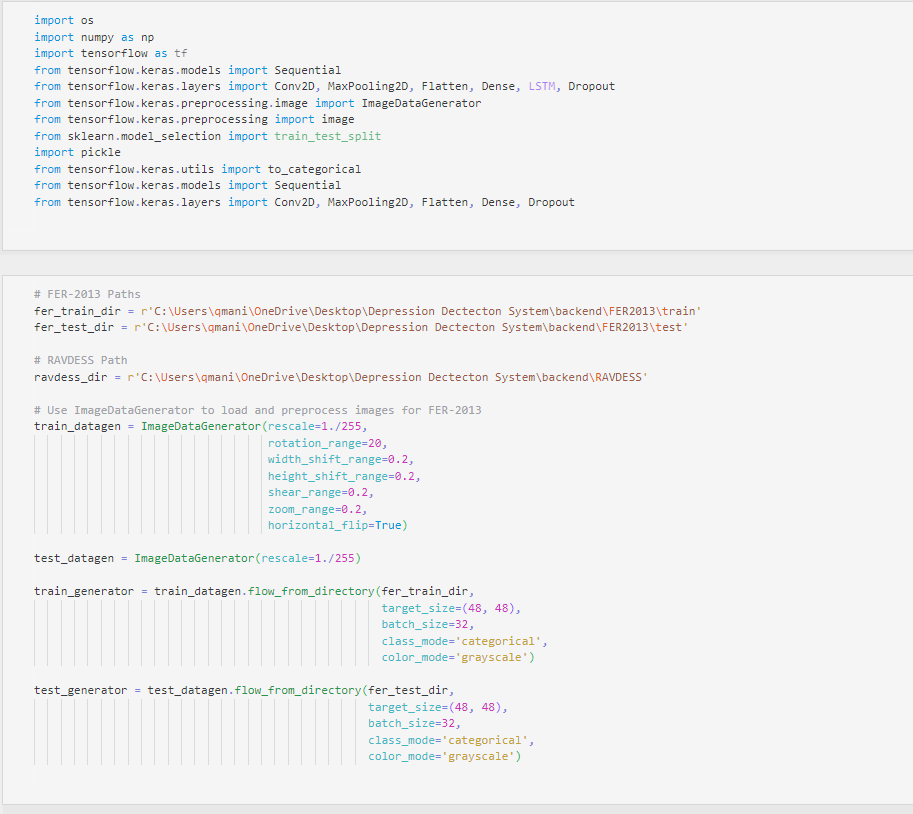 import os
import numpy as np
import tensorflow as tf
from tensorflow.keras.models import Sequential
from tensorflow.keras.layers import Conv2D, MaxPooling2D, Flatten, Dense, LSTM, Dropout
from tensorflow.keras.preprocessing.image import ImageDataGenerator
from tensorflow.keras.preprocessing import image
from sklearn.model_selection import train_test_split
import pickle
from tensorflow.keras.utils import to_categorical
from tensorflow.keras.models import Sequential
from tensorflow.keras.layers import Conv2D, MaxPooling2D, Flatten, Dense, Dropout
# FER-2013 Paths
fer_train_dir = r'C:\Users\qmani\OneDrive\Desktop\Depression Dectecton System\backend\FER2013\train'
fer_test_dir = r'C:\Users\qmani\OneDrive\Desktop\Depression Dectecton System\backend\FER2013\test'
# RAVDESS Path
ravdess_dir = r'C:\Users\qmani\OneDrive\Desktop\Depression Dectecton System\backend\RAVDESS'
# Use ImageDataGenerator to load and preprocess images for FER-2013
train_datagen = ImageDataGenerator(rescale=1./255,
rotation_range=20,
width_shift_range=0.2,
height_shift_range=0.2,
shear_range=0.2,
zoom_range=0.2,
horizontal_flip=True)
test_datagen = ImageDataGenerator(rescale=1./255)
train_generator = train_datagen.flow_from_directory(fer_train_dir,
target_size=(48, 48),
batch_size=32,
class_mode='categorical',
color_mode='grayscale')
test_generator = test_datagen.flow_from_directory(fer_test_dir,
target_size=(48, 48),
batch_size=32,
class_mode='categorical',
color_mode='grayscale')